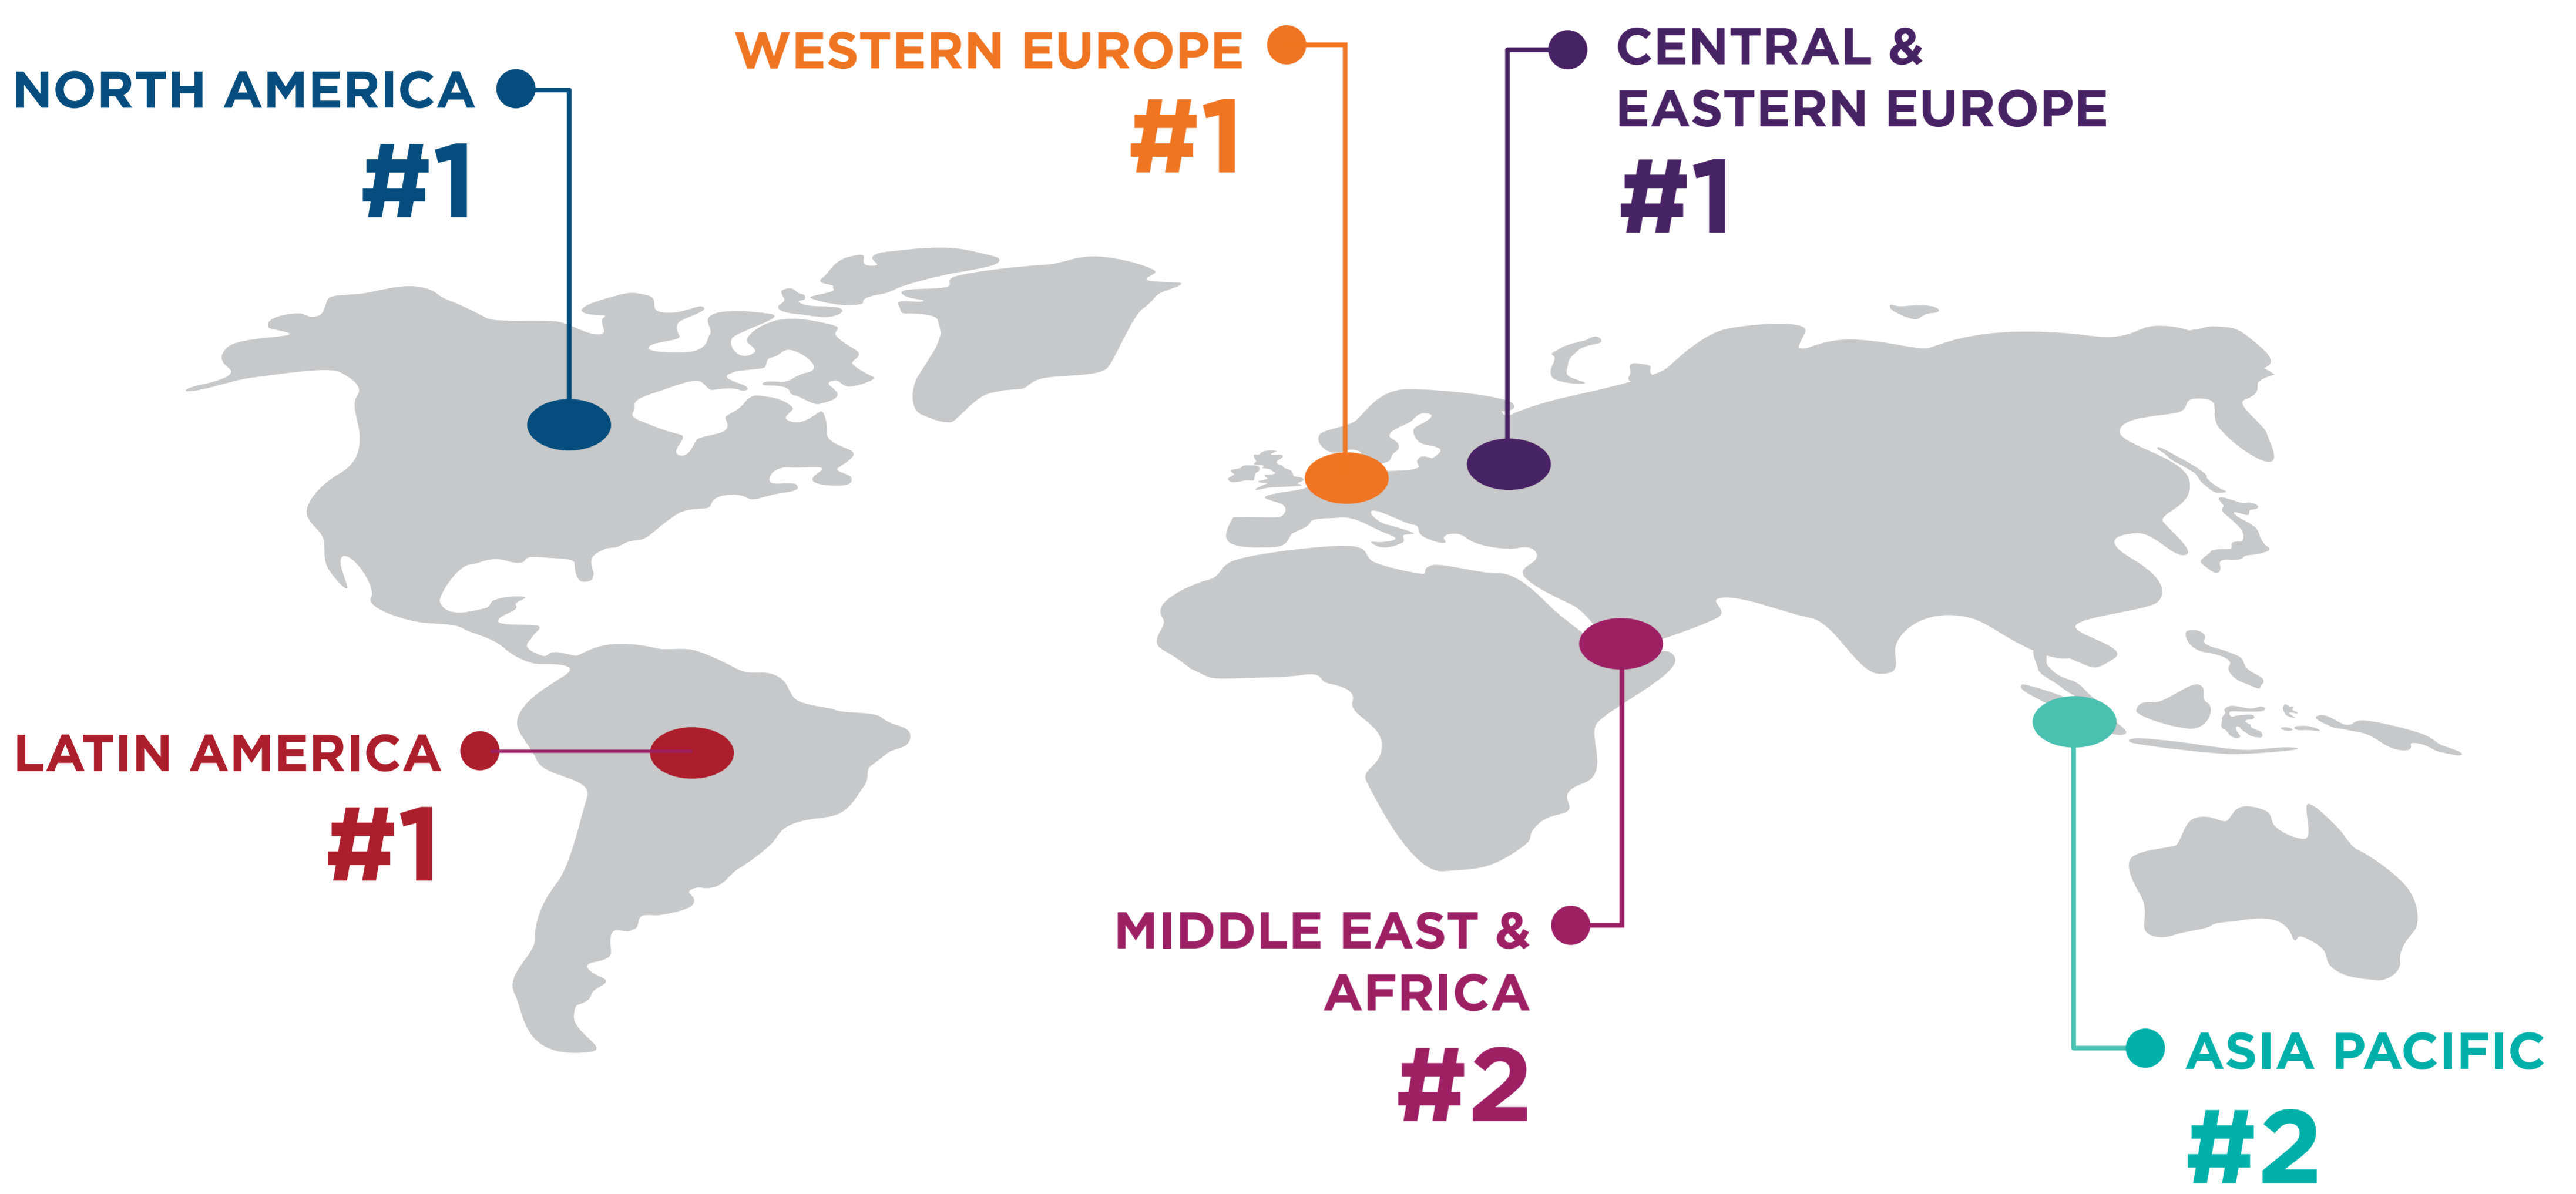 NORTH AMERICA
#1
WESTERN EUROPE
#1
CENTRAL &
EASTERN EUROPE
#1
LATIN AMERICA
#1
MIDDLE EAST &
AFRICA
#2
ASIA PACIFIC
#2